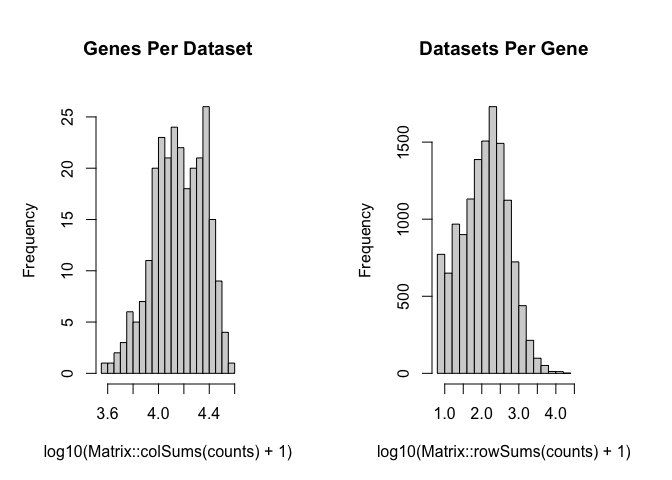 Genes Per Dataset
Frequency
25
20
15
10
5
0
3.6 4.0 4.4
log10(Matrix::colSums(counts) + 1)
Datasets Per Gene
Frequency
1500
1000
500
0
1.0 2.0 3.0 4.0
log10(Matrix::rowSums(counts) + 1)